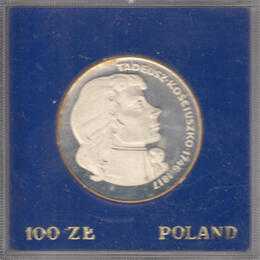 TADEUSZ·KOŚCIUSZKO·1746·1817
100 ZŁ POLAND